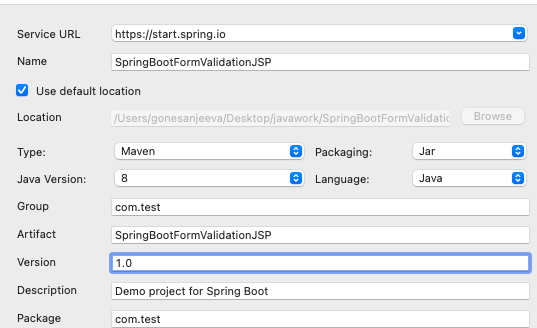 Service URL https://start.spring.io
Name SpringBootFormValidationJSP
Use default location
Location /Users/gonesanjeeva/Desktop/javawork/SpringBootFormValidatic Browse
Type: Maven Packaging: Jar
Java Version: 8 Language: Java
Group com.test
Artifact SpringBootFormValidationJSP
Version 1.0
Description Demo project for Spring Boot
Package com.test